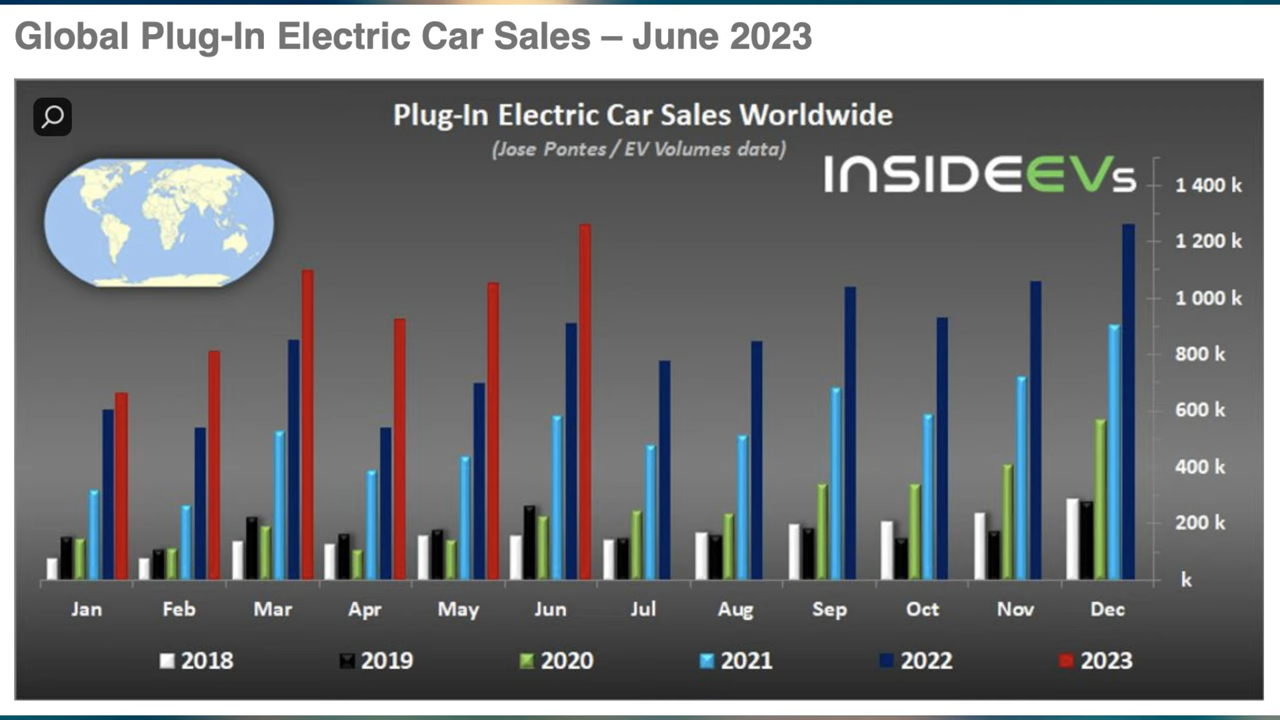 Global Plug-In Electric Car Sales – June 2023
Plug-In Electric Car Sales Worldwide
(Jose Pontes / EV Volumes data)
INSIDEEVs
1 400 k
1 200 k
1 000 k
800 k
600 k
400 k
200 k
k
Jan Feb Mar Apr May Jun Jul Aug Sep Oct Nov Dec
2018 2019 2020 2021 2022 2023